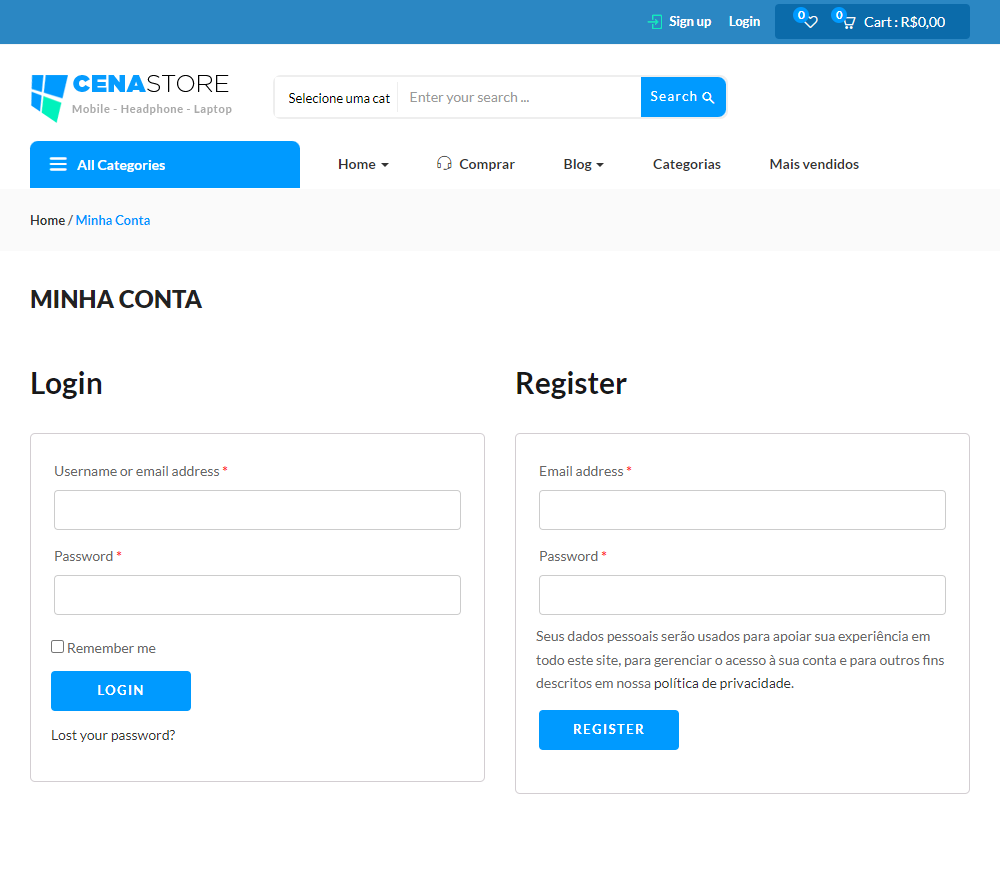 Sign up Login 0 0 Cart : R$0,00
CENASTORE
Mobile - Headphone - Laptop
Selecione uma cat Enter your search ... Search
All Categories Home Comprar Blog Categorias Mais vendidos
Home / Minha Conta
MINHA CONTA
Login
Username or email address *
Password *
Remember me
LOGIN
Lost your password?
Register
Email address *
Password *
Seus dados pessoais serão usados para apoiar sua experiência em
todo este site, para gerenciar o acesso à sua conta e para outros fins
descritos em nossa política de privacidade.
REGISTER